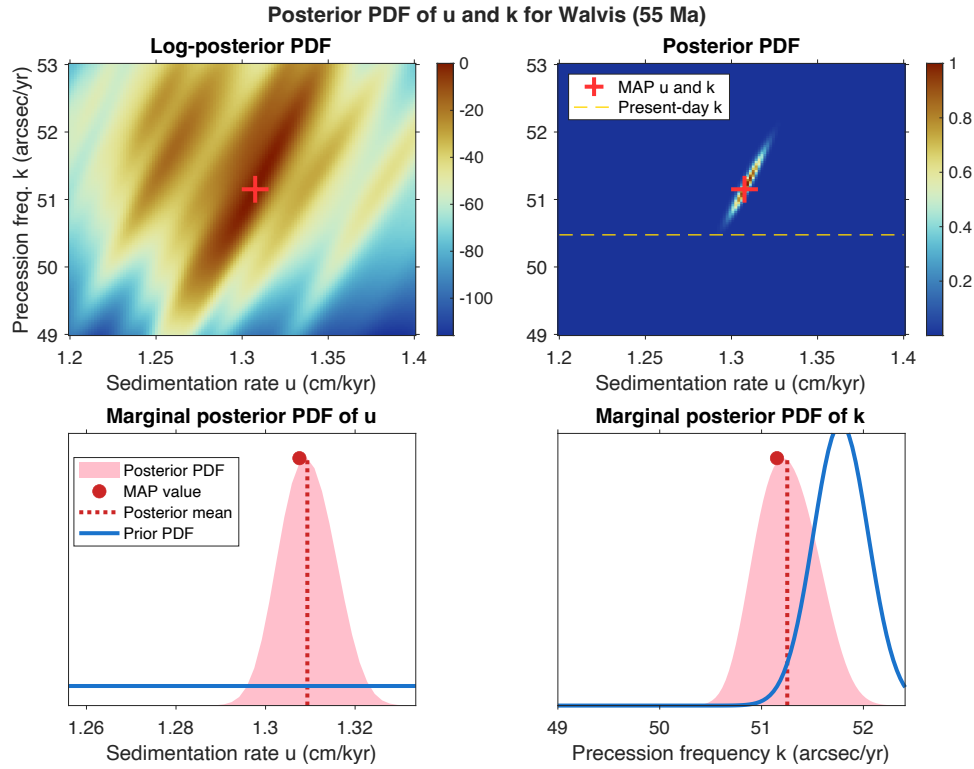 Posterior PDF of u and k for Walvis (55 Ma)
Log-posterior PDF
53
52
51
50
49
1.2
1.25
1.3
1.35
1.4
Precession freq. k (arcsec/yr)
Sedimentation rate u (cm/kyr)
0
-20
-40
-60
-80
-100
Posterior PDF
MAP u and k
Present-day k
53
52
51
50
49
1.2
1.25
1.3
1.35
1.4
Sedimentation rate u (cm/kyr)
1
0.8
0.6
0.4
0.2
Marginal posterior PDF of u
Posterior PDF
MAP value
Posterior mean
Prior PDF
1.26
1.28
1.3
1.32
Sedimentation rate u (cm/kyr)
Marginal posterior PDF of k
49
50
51
52
Precession frequency k (arcsec/yr)